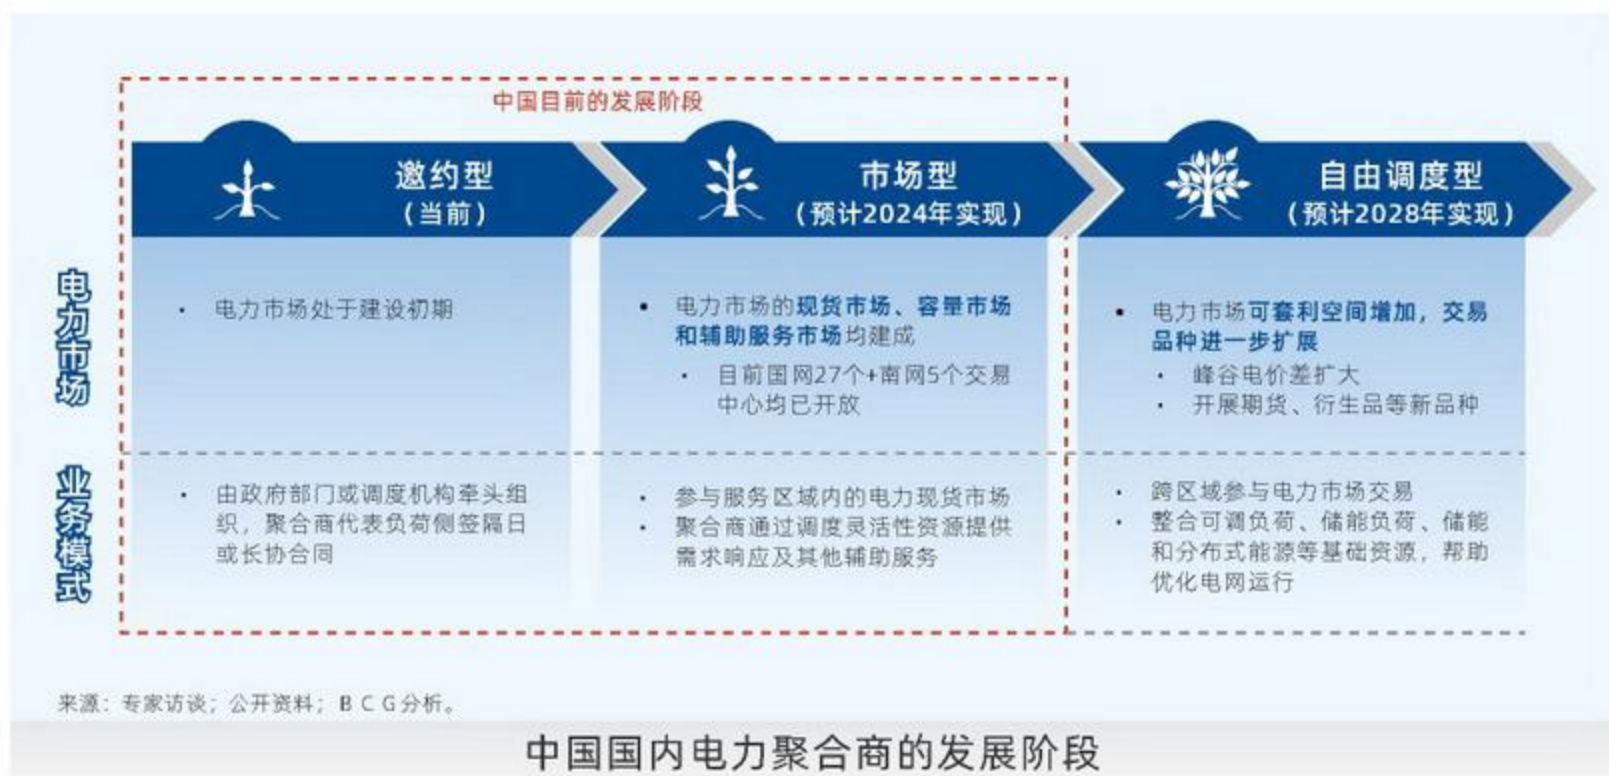 中国目前的发展阶段
邀约型
（当前）
市场型
（预计2024年实现）
自由调度型
（预计2028年实现）
电力市场
• 电力市场处于建设初期
• 电力市场的现货市场、容量市场
和辅助服务市场均建成
• 目前国网27个+南网5个交易
中心均已开放
• 电力市场可套利空间增加，交易
品种进一步扩展
• 峰谷电价差扩大
• 开展期货、衍生品等新品种
业务模式
• 由政府部门或调度机构牵头组
织，聚合商代表负荷侧签隔日
或长协合同
• 参与服务区域内的电力现货市场
• 聚合商通过调度灵活性资源提供
需求响应及其他辅助服务
• 跨区域参与电力市场交易
• 整合可调负荷、储能负荷、储能
和分布式能源等基础资源，帮助
优化电网运行
来源：专家访谈；公开资料；BCG分析。
中国国内电力聚合商的发展阶段